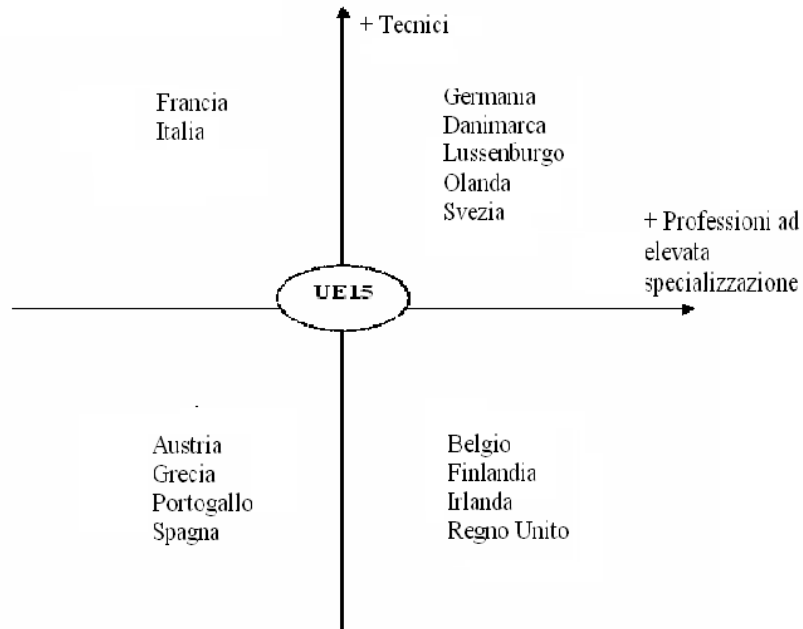 + Tecnici
Francia
Italia
Germania
Danimarca
Lussenburgo
Olanda
Svezia
+ Professioni ad
elevata
specializzazione
UE15
Austria
Grecia
Portogallo
Spagna
Belgio
Finlandia
Irlanda
Regno Unito